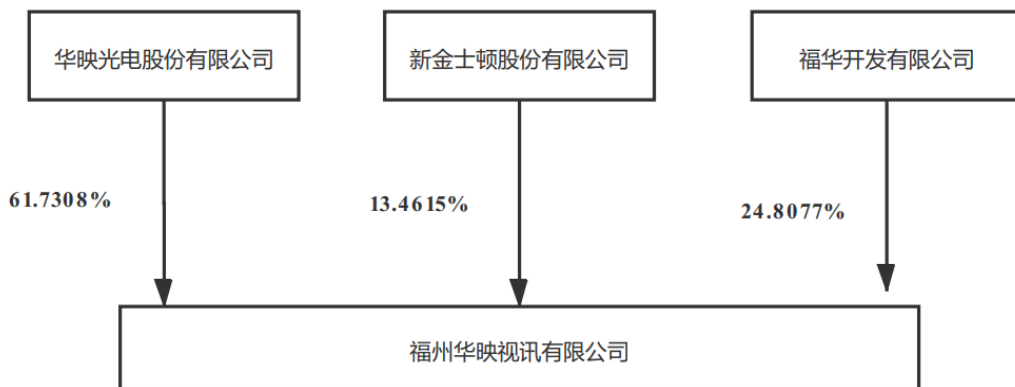 华映光电股份有限公司
新金士顿股份有限公司
福华开发有限公司
61.7308%
13.4615%
24.8077%
福州华映视讯有限公司